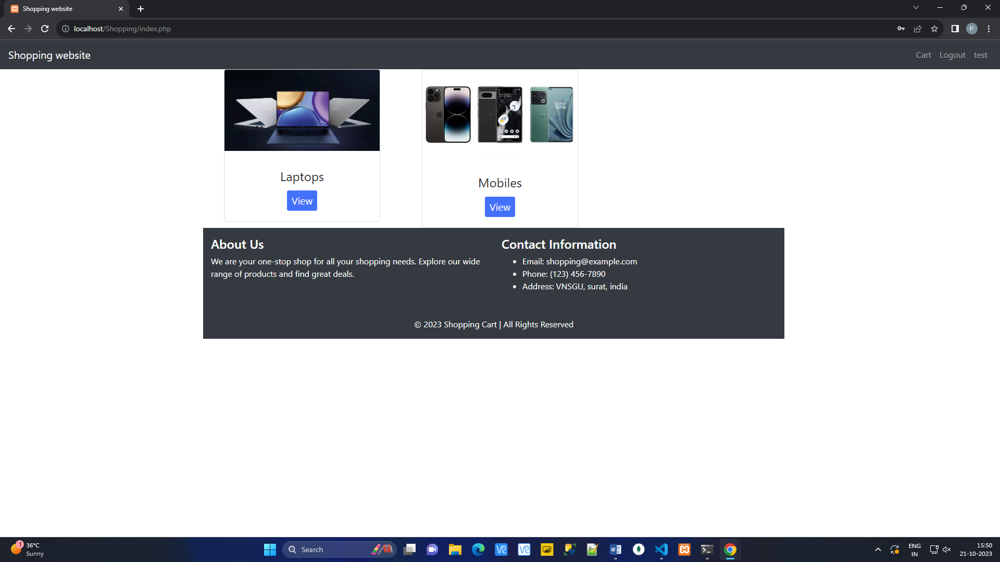 Shopping website
localhost/Shopping/index.php
P
Shopping website
Cart Logout test
Never
Settle
Laptops
View
Mobiles
View
About Us
We are your one-stop shop for all your shopping needs. Explore our wide
range of products and find great deals.
Contact Information
Email: shopping@example.com
Phone: (123) 456-7890
Address: VNSGU, surat, india
© 2023 Shopping Cart | All Rights Reserved
1
36°C
Sunny
Search
ENG
IN
15:50
21-10-2023